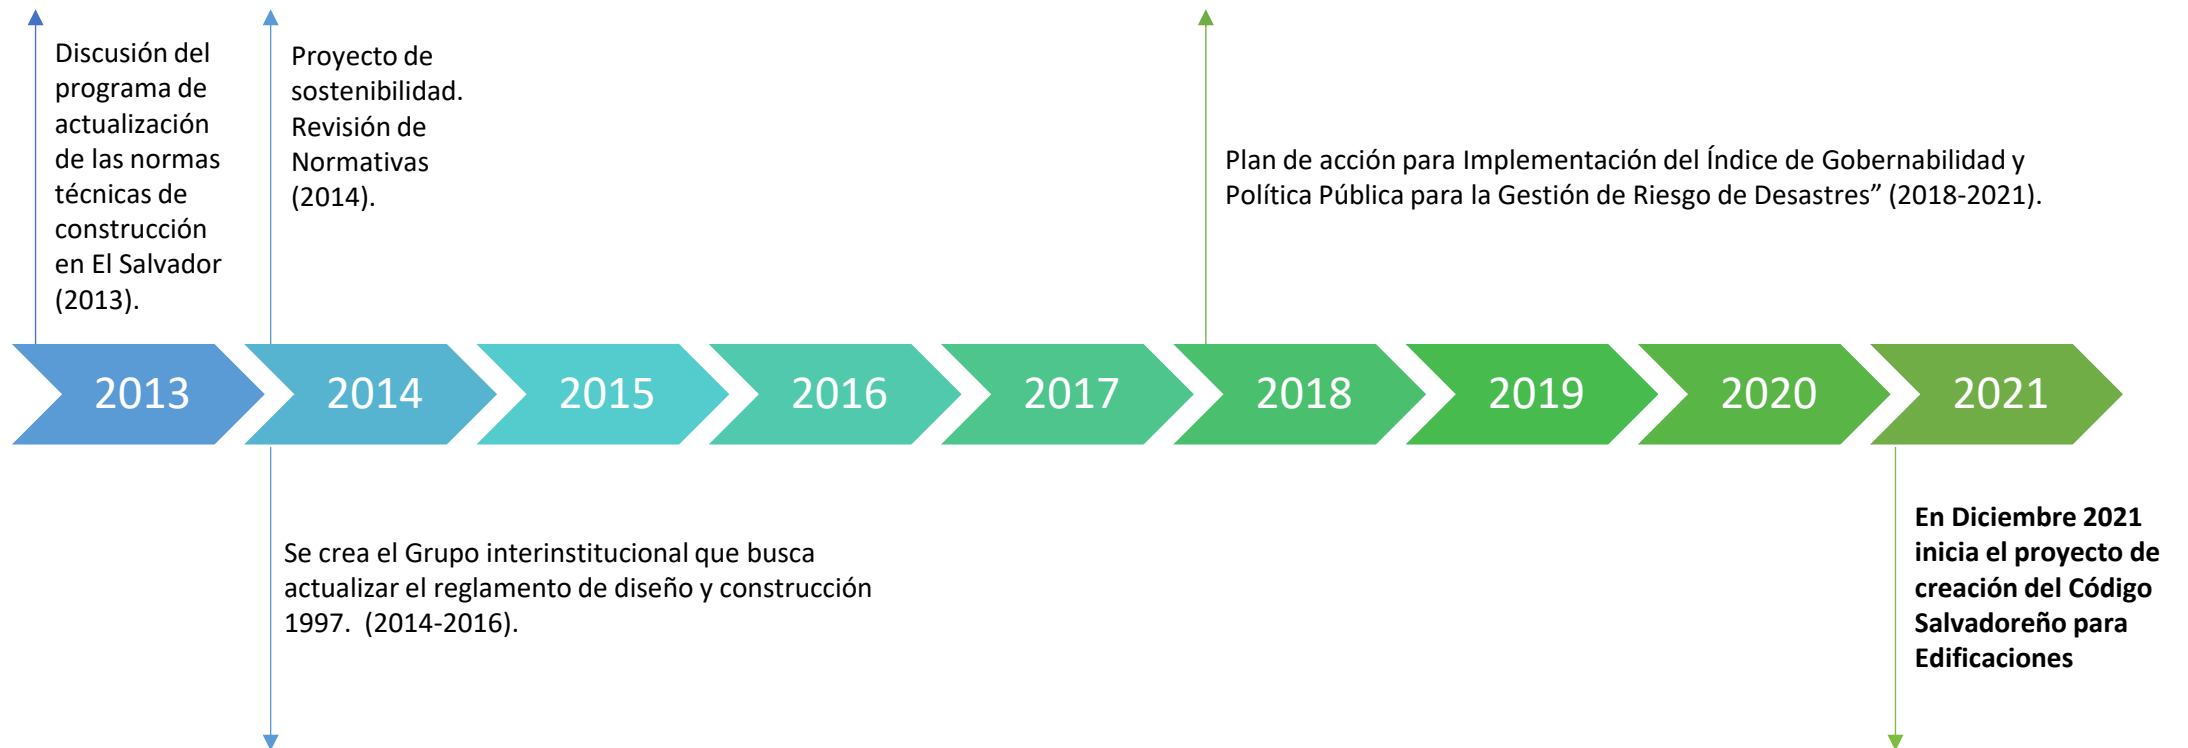 Discusión del
programa de
actualización
de las normas
técnicas de
construcción
en El Salvador
(2013).
Proyecto de
sostenibilidad.
Revisión de
Normativas
(2014).
Plan de acción para Implementación del Índice de Gobernabilidad y
Política Pública para la Gestión de Riesgo de Desastres” (2018-2021).
2013
2014
2015
2016
2017
2018
2019
2020
2021
Se crea el Grupo interinstitucional que busca
actualizar el reglamento de diseño y construcción
1997.  (2014-2016).
En Diciembre 2021
inicia el proyecto de
creación del Código
Salvadoreño para
Edificaciones